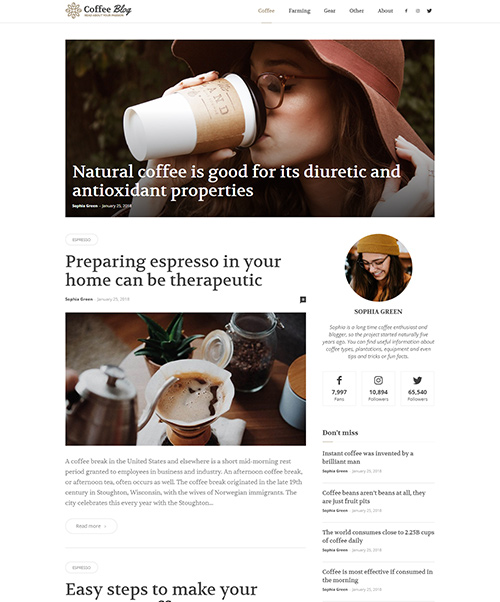 Coffee Blog
READ ABOUT YOUR PASSION
Coffee Farming Gear Other About
AND
Natural coffee is good for its diuretic and
antioxidant properties
Sophia Green - January 25, 2018
ESPRESSO
Preparing espresso in your
home can be therapeutic
Sophia Green - January 25, 2018
A coffee break in the United States and elsewhere is a short mid-morning rest
period granted to employees in business and industry. An afternoon coffee break,
or afternoon tea, often occurs as well. The coffee break originated in the late 19th
century in Stoughton, Wisconsin, with the wives of Norwegian immigrants. The
city celebrates this every year with the Stoughton...
Read more
ESPRESSO
Easy steps to make your
SOPHIA GREEN
Sophia is a long time coffee enthusiast and
blogger, so the project started naturally five
years ago. You can find useful information about
coffee types, plantations, equipment and even
tips and tricks or fun facts.
7,997 10,894 65,540
Fans Followers Followers
Don't miss
Instant coffee was invented by a
brilliant man
Sophia Green - January 25, 2018
Coffee beans aren't beans at all, they
are just fruit pits
Sophia Green - January 25, 2018
The world consumes close to 2.25B cups
of coffee daily
Sophia Green - January 25, 2018
Coffee is most effective if consumed in
the morning
Sophia Green - January 25, 2018